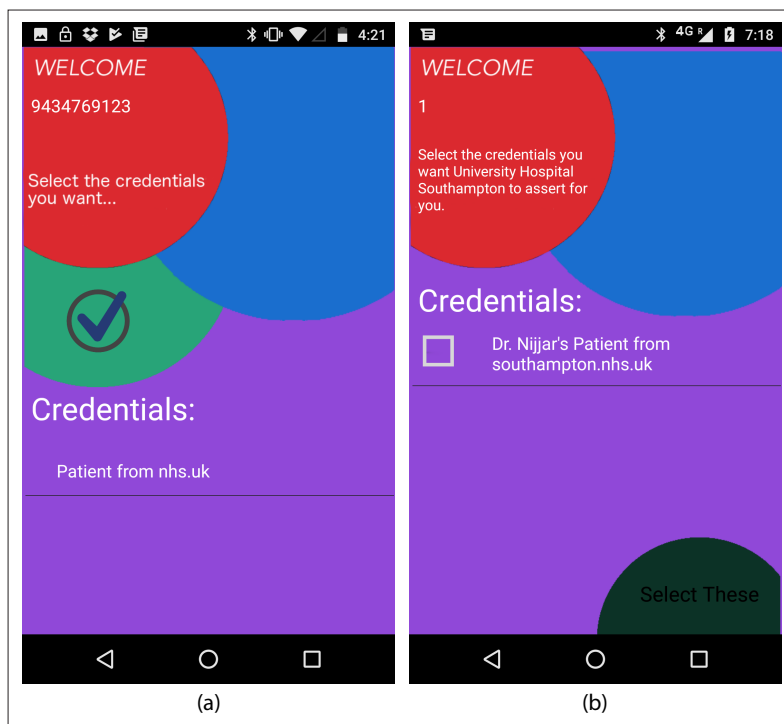 4:21
WELCOME
9434769123
Select the credentials
you want...
Credentials:
Patient from nhs.uk
(a)
4G R 7:18
WELCOME
1
Select the credentials you
want University Hospital
Southampton to assert for
you.
Credentials:
Dr. Nijjar's Patient from
southampton.nhs.uk
Select These
(b)